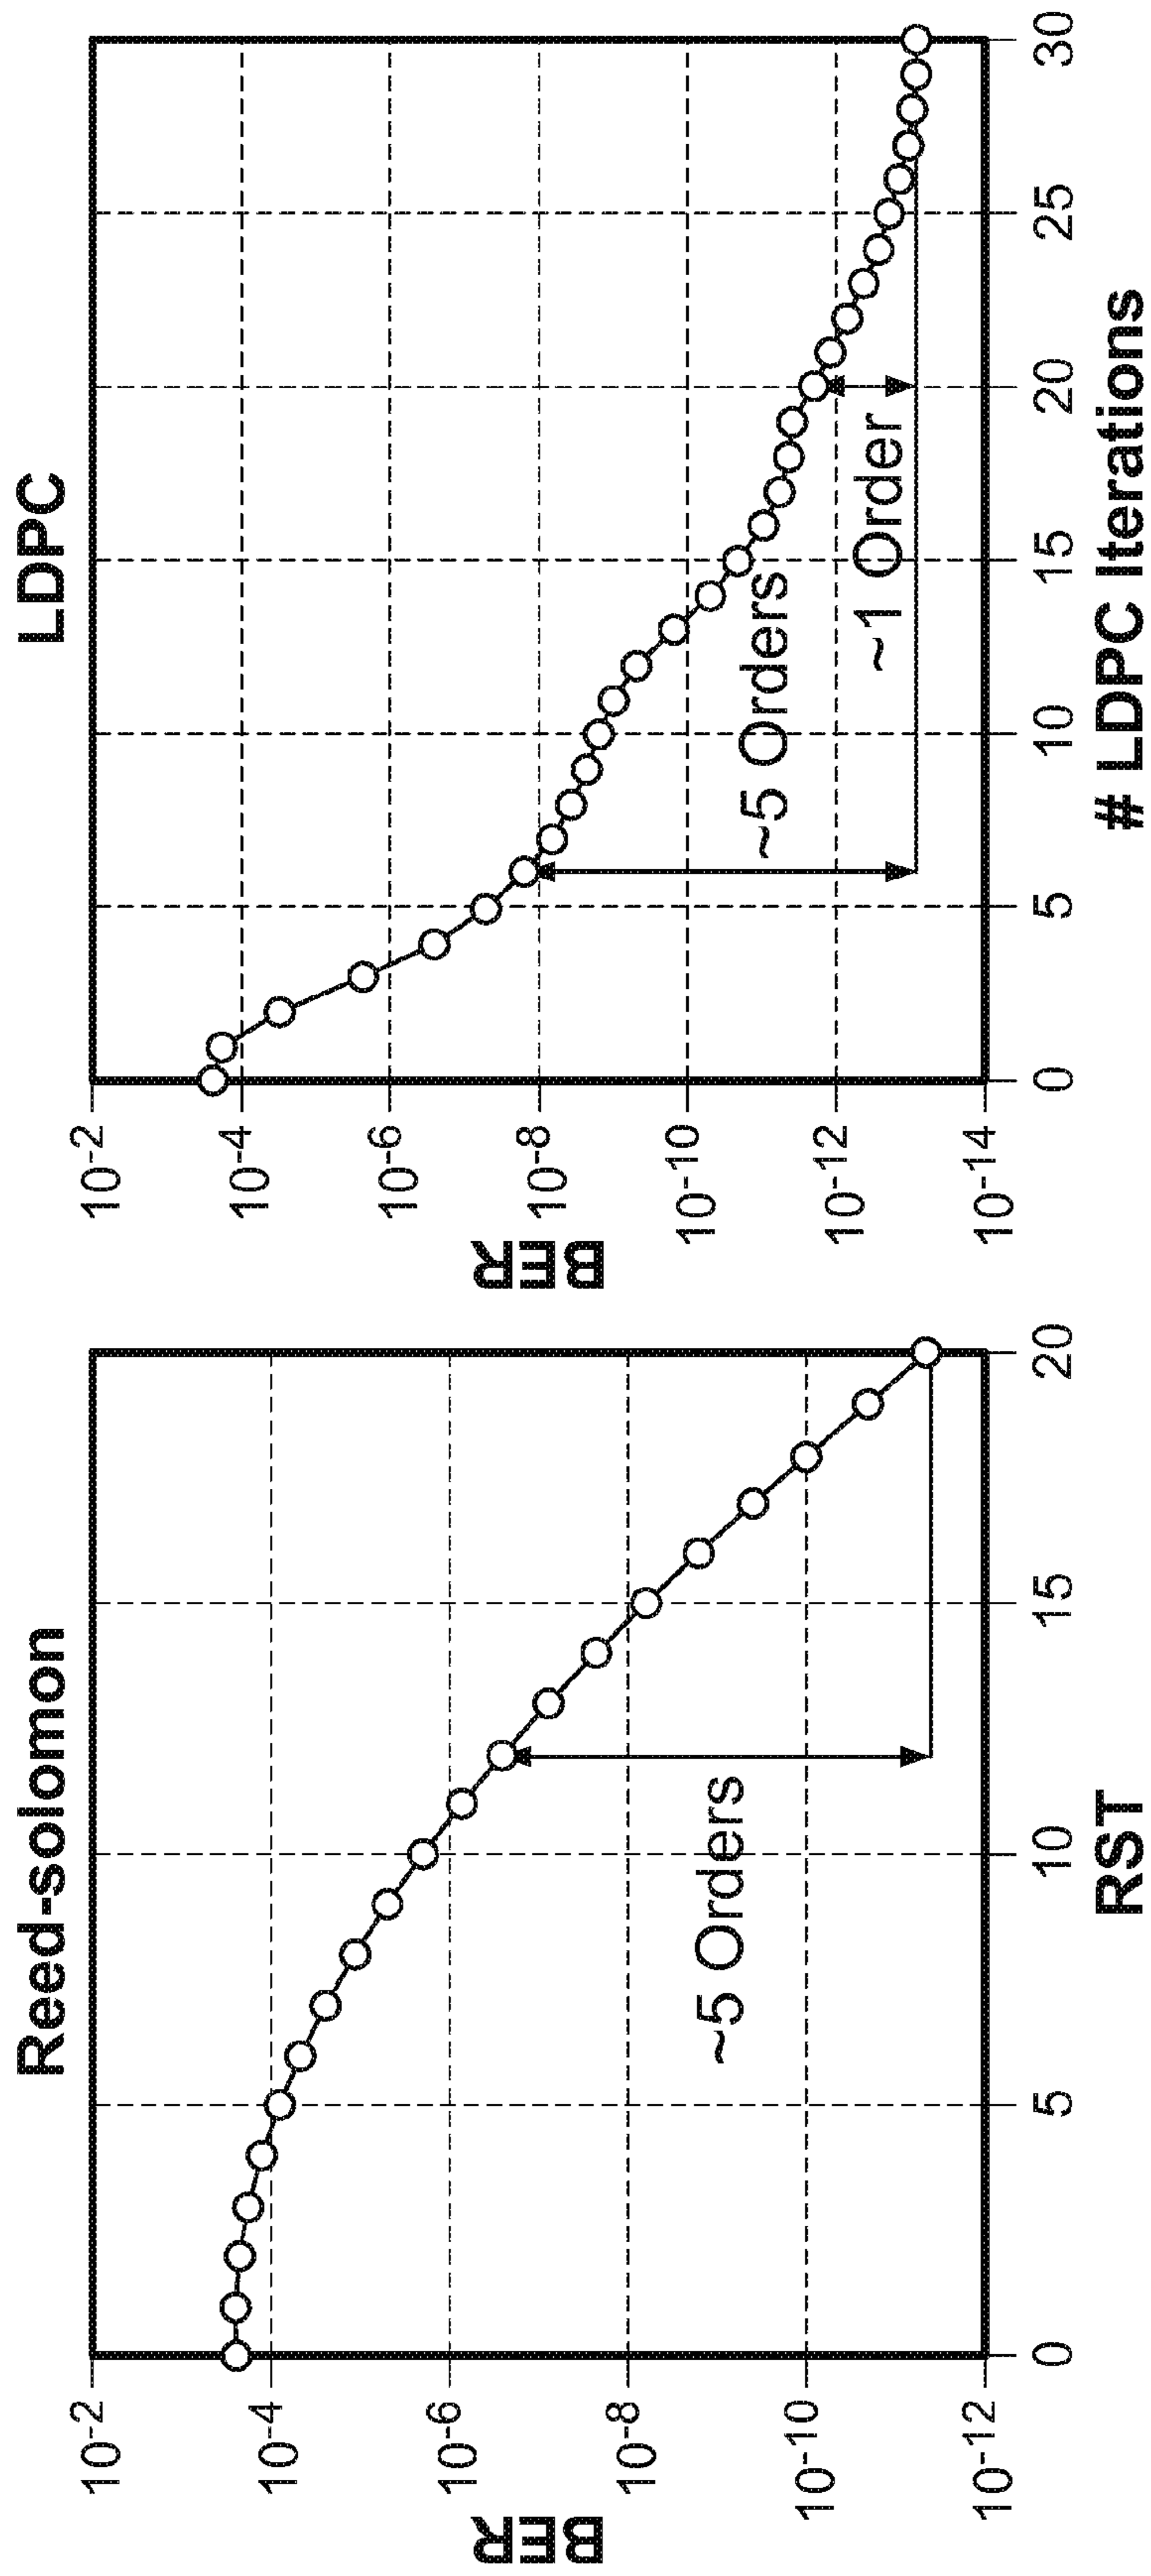 Reed-solomon
BER
10-2
10-4
10-6
10-8
10-10
10-12
~5 Orders
0
5
10
15
20
RST
LDPC
BER
10-2
10-4
10-6
10-8
10-10
10-12
10-14
~5 Orders
~1 Order
0
5
10
15
20
25
30
# LDPC Iterations